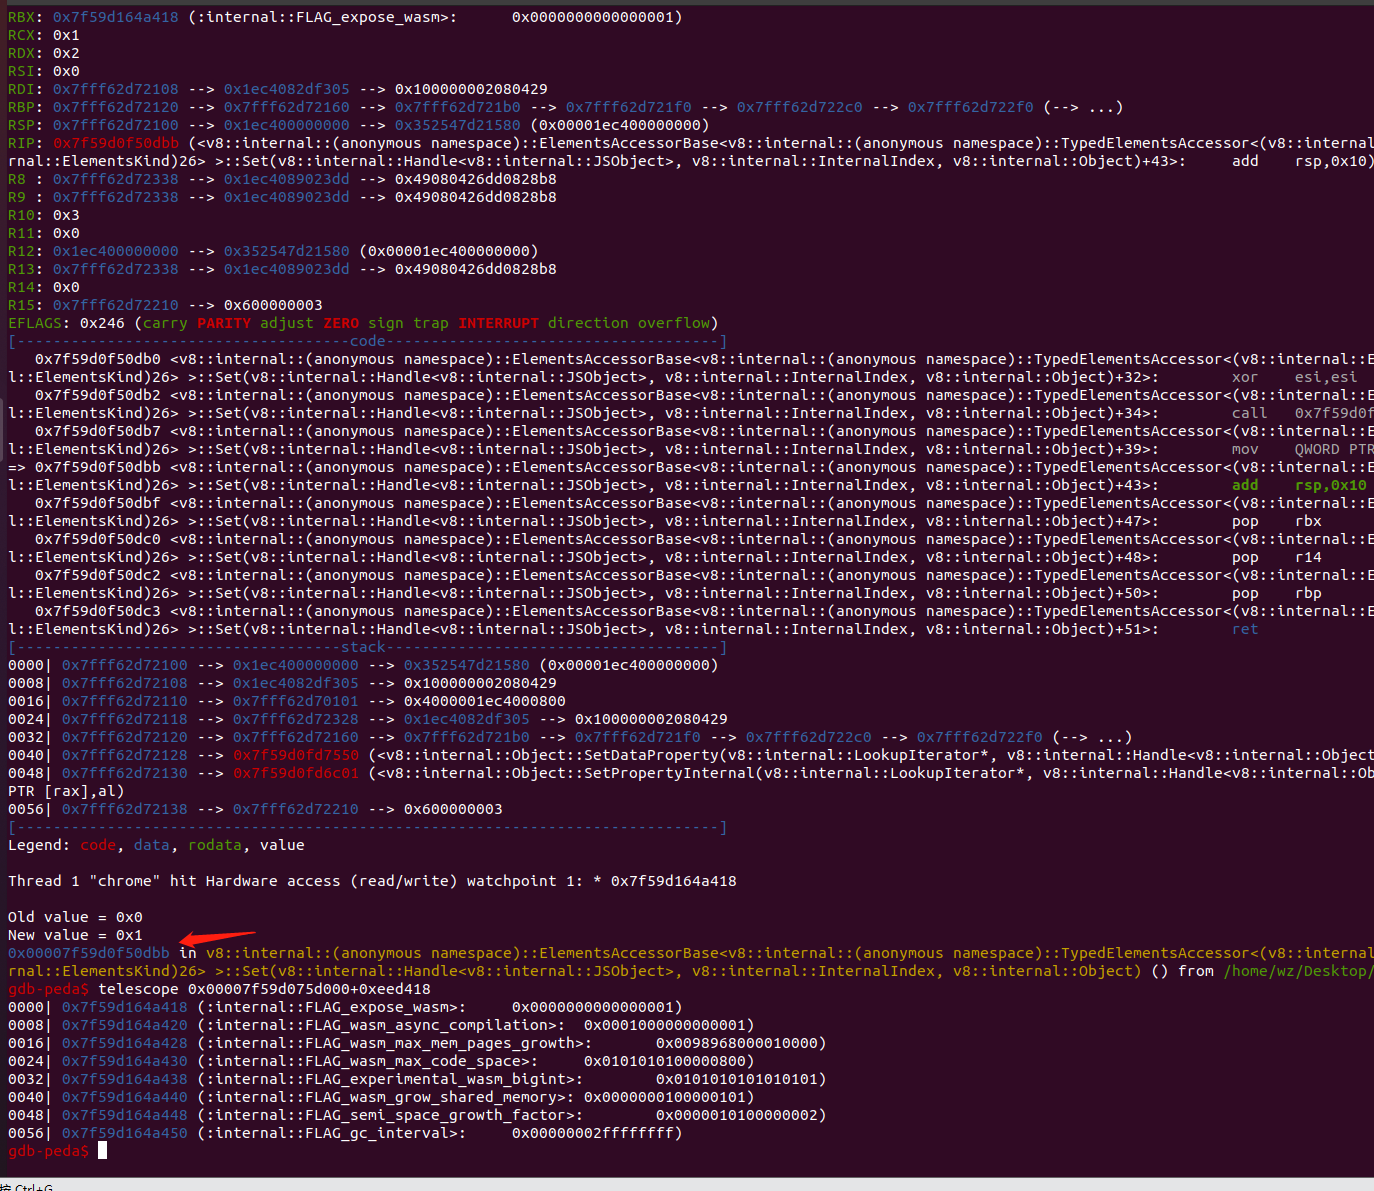 RBX: 0x7f59d164a418 (:internal::FLAG_expose_wasm>:      0x0000000000000001)
RCX: 0x1
RDX: 0x2
RSI: 0x0
RDI: 0x7fff62d72108 --> 0x1ec4082df305 --> 0x100000002080429
RBP: 0x7fff62d72120 --> 0x7fff62d72160 --> 0x7fff62d721b0 --> 0x7fff62d721f0 --> 0x7fff62d722c0 --> 0x7fff62d722f0 (--> ...)
RSP: 0x7fff62d72100 --> 0x1ec400000000 --> 0x352547d21580 (0x00001ec400000000)
RIP: 0x7f59d0f50dbb (<v8::internal::(anonymous namespace)::ElementsAccessorBase<v8::internal::(anonymous namespace)::TypedElementsAccessor<(v8::internal
rnal::ElementsKind)26> >::Set(v8::internal::Handle<v8::internal::JSObject>, v8::internal::InternalIndex, v8::internal::Object)+43>:     add    rsp,0x10)
R8 : 0x7fff62d72338 --> 0x1ec4089023dd --> 0x49080426dd0828b8
R9 : 0x7fff62d72338 --> 0x1ec4089023dd --> 0x49080426dd0828b8
R10: 0x3
R11: 0x0
R12: 0x1ec400000000 --> 0x352547d21580 (0x00001ec400000000)
R13: 0x7fff62d72338 --> 0x1ec4089023dd --> 0x49080426dd0828b8
R14: 0x0
R15: 0x7fff62d72210 --> 0x600000003
EFLAGS: 0x246 (carry PARITY adjust ZERO sign trap INTERRUPT direction overflow)
[-------------------------------------code-------------------------------------]
   0x7f59d0f50db0 <v8::internal::(anonymous namespace)::ElementsAccessorBase<v8::internal::(anonymous namespace)::TypedElementsAccessor<(v8::internal::E
l::ElementsKind)26> >::Set(v8::internal::Handle<v8::internal::JSObject>, v8::internal::InternalIndex, v8::internal::Object)+32>:        xor    esi,esi
   0x7f59d0f50db2 <v8::internal::(anonymous namespace)::ElementsAccessorBase<v8::internal::(anonymous namespace)::TypedElementsAccessor<(v8::internal::E
l::ElementsKind)26> >::Set(v8::internal::Handle<v8::internal::JSObject>, v8::internal::InternalIndex, v8::internal::Object)+34>:        call   0x7f59d0f
   0x7f59d0f50db7 <v8::internal::(anonymous namespace)::ElementsAccessorBase<v8::internal::(anonymous namespace)::TypedElementsAccessor<(v8::internal::E
l::ElementsKind)26> >::Set(v8::internal::Handle<v8::internal::JSObject>, v8::internal::InternalIndex, v8::internal::Object)+39>:        mov    QWORD PTR
=> 0x7f59d0f50dbb <v8::internal::(anonymous namespace)::ElementsAccessorBase<v8::internal::(anonymous namespace)::TypedElementsAccessor<(v8::internal::E
l::ElementsKind)26> >::Set(v8::internal::Handle<v8::internal::JSObject>, v8::internal::InternalIndex, v8::internal::Object)+43>:        add    rsp,0x10
   0x7f59d0f50dbf <v8::internal::(anonymous namespace)::ElementsAccessorBase<v8::internal::(anonymous namespace)::TypedElementsAccessor<(v8::internal::E
l::ElementsKind)26> >::Set(v8::internal::Handle<v8::internal::JSObject>, v8::internal::InternalIndex, v8::internal::Object)+47>:        pop    rbx
   0x7f59d0f50dc0 <v8::internal::(anonymous namespace)::ElementsAccessorBase<v8::internal::(anonymous namespace)::TypedElementsAccessor<(v8::internal::E
l::ElementsKind)26> >::Set(v8::internal::Handle<v8::internal::JSObject>, v8::internal::InternalIndex, v8::internal::Object)+48>:        pop    r14
   0x7f59d0f50dc2 <v8::internal::(anonymous namespace)::ElementsAccessorBase<v8::internal::(anonymous namespace)::TypedElementsAccessor<(v8::internal::E
l::ElementsKind)26> >::Set(v8::internal::Handle<v8::internal::JSObject>, v8::internal::InternalIndex, v8::internal::Object)+50>:        pop    rbp
   0x7f59d0f50dc3 <v8::internal::(anonymous namespace)::ElementsAccessorBase<v8::internal::(anonymous namespace)::TypedElementsAccessor<(v8::internal::E
l::ElementsKind)26> >::Set(v8::internal::Handle<v8::internal::JSObject>, v8::internal::InternalIndex, v8::internal::Object)+51>:        ret
[------------------------------------stack-------------------------------------]
0000| 0x7fff62d72100 --> 0x1ec400000000 --> 0x352547d21580 (0x00001ec400000000)
0008| 0x7fff62d72108 --> 0x1ec4082df305 --> 0x100000002080429
0016| 0x7fff62d72110 --> 0x7fff62d70101 --> 0x4000001ec4000800
0024| 0x7fff62d72118 --> 0x7fff62d72328 --> 0x1ec4082df305 --> 0x100000002080429
0032| 0x7fff62d72120 --> 0x7fff62d72160 --> 0x7fff62d721b0 --> 0x7fff62d721f0 --> 0x7fff62d722c0 --> 0x7fff62d722f0 (--> ...)
0040| 0x7fff62d72128 --> 0x7f59d0fd7550 (<v8::internal::Object::SetDataProperty(v8::internal::LookupIterator*, v8::internal::Handle<v8::internal::Object
0048| 0x7fff62d72130 --> 0x7f59d0fd6c01 (<v8::internal::Object::SetPropertyInternal(v8::internal::LookupIterator*, v8::internal::Handle<v8::internal::Ob
PTR [rax],al)
0056| 0x7fff62d72138 --> 0x7fff62d72210 --> 0x600000003
[------------------------------------------------------------------------------]
Legend: code, data, rodata, value
Thread 1 "chrome" hit Hardware access (read/write) watchpoint 1: * 0x7f59d164a418
Old value = 0x0
New value = 0x1
0x00007f59d0f50dbb in v8::internal::(anonymous namespace)::ElementsAccessorBase<v8::internal::(anonymous namespace)::TypedElementsAccessor<(v8::internal
rnal::ElementsKind)26> >::Set(v8::internal::Handle<v8::internal::JSObject>, v8::internal::InternalIndex, v8::internal::Object) () from /home/wz/Desktop/
gdb-peda$ telescope 0x00007f59d075d000+0xeed418
0000| 0x7f59d164a418 (:internal::FLAG_expose_wasm>:      0x0000000000000001)
0008| 0x7f59d164a420 (:internal::FLAG_wasm_async_compilation>:  0x0001000000000001)
0016| 0x7f59d164a428 (:internal::FLAG_wasm_max_mem_pages_growth>:       0x0098968000010000)
0024| 0x7f59d164a430 (:internal::FLAG_wasm_max_code_space>:     0x0101010100000800)
0032| 0x7f59d164a438 (:internal::FLAG_experimental_wasm_bigint>:        0x0101010101010101)
0040| 0x7f59d164a440 (:internal::FLAG_wasm_grow_shared_memory>: 0x0000000100000101)
0048| 0x7f59d164a448 (:internal::FLAG_semi_space_growth_factor>:        0x0000010100000002)
0056| 0x7f59d164a450 (:internal::FLAG_gc_interval>:     0x00000002ffffffff)
gdb-peda$
Ctrl+G